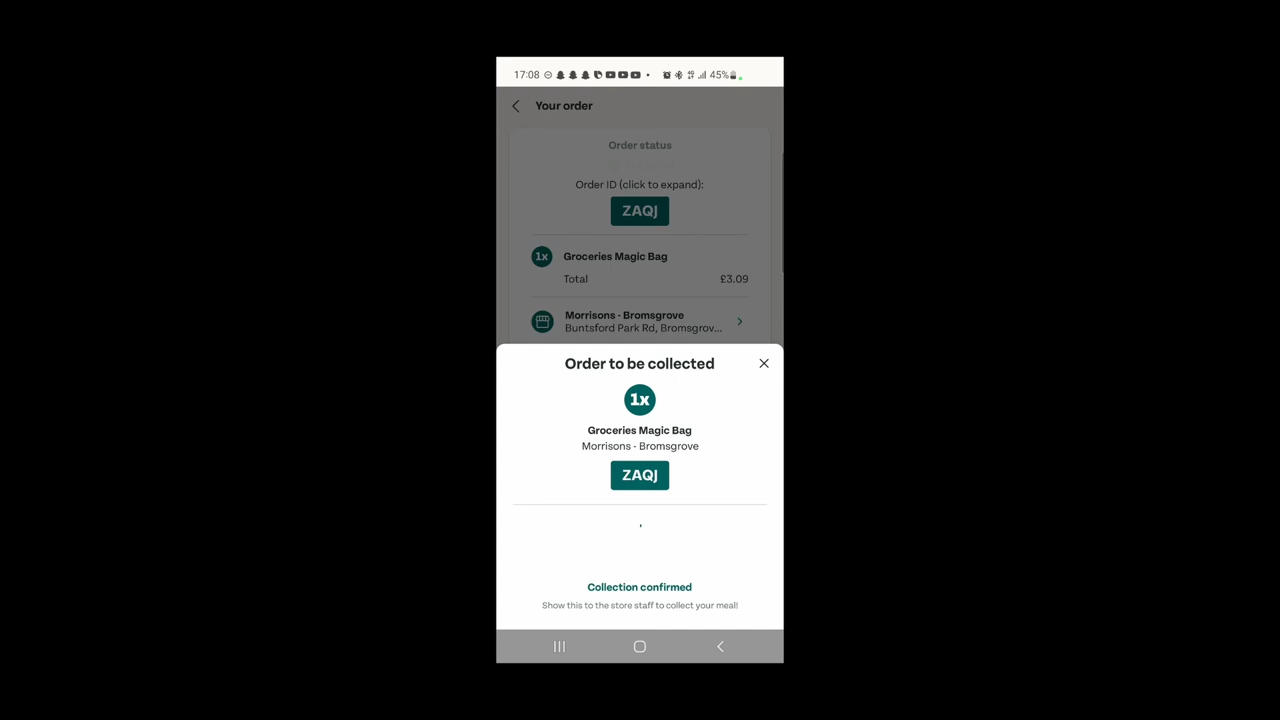 17:08 45%
Your order
Order status
Order ID (click to expand):
ZAQJ
1x Groceries Magic Bag
Total £3.09
Morrisons - Bromsgrove
Buntsford Park Rd, Bromsgrov...
Order to be collected
1x
Groceries Magic Bag
Morrisons - Bromsgrove
ZAQJ
Collection confirmed
Show this to the store staff to collect your meal!